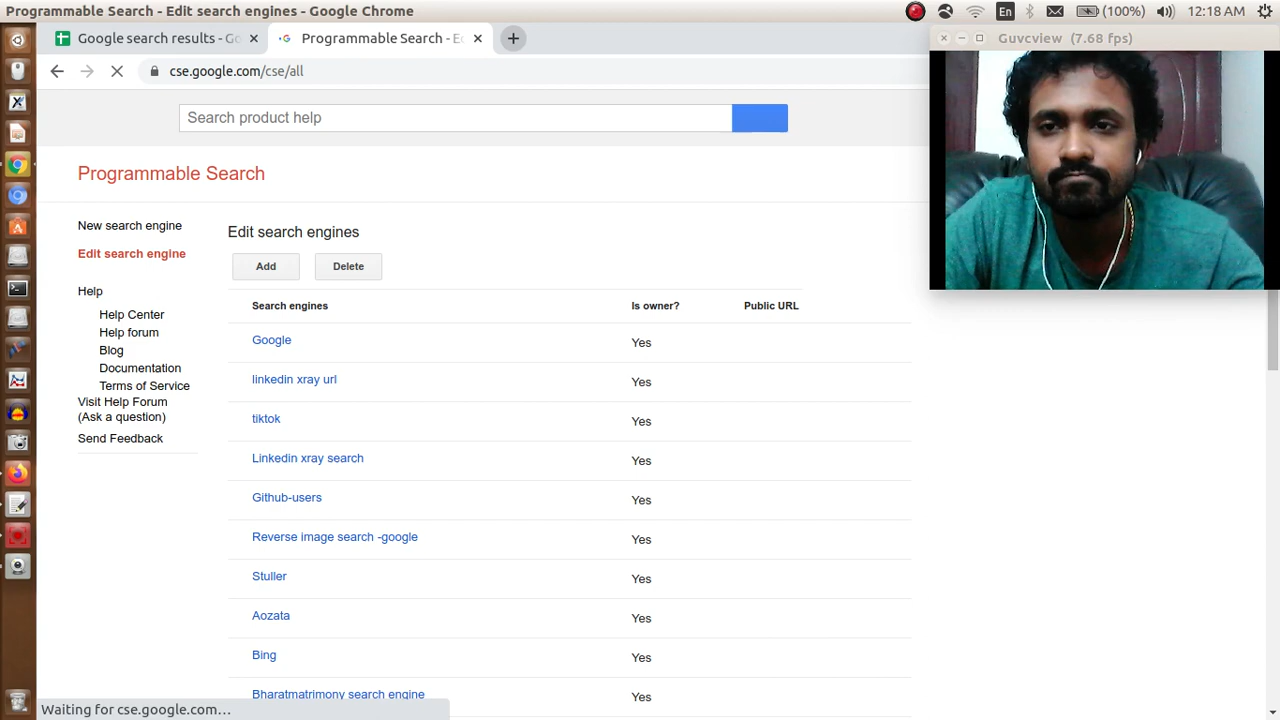 Programmable Search - Edit search engines - Google Chrome
En
(100%)
12:18 AM
Google search results - Go
Programmable Search - Ed
Guvcview (7.68 fps)
cse.google.com/cse/all
Search product help
Programmable Search
New search engine
Edit search engine
Help
Help Center
Help forum
Blog
Documentation
Terms of Service
Visit Help Forum
(Ask a question)
Send Feedback
Edit search engines
Add
Delete
Search engines
Is owner?
Public URL
Google
Yes
linkedin xray url
Yes
tiktok
Yes
Linkedin xray search
Yes
Github-users
Yes
Reverse image search -google
Yes
Stuller
Yes
Aozata
Yes
Bing
Yes
Bharatmatrimony search engine
Yes
Waiting for cse.google.com...